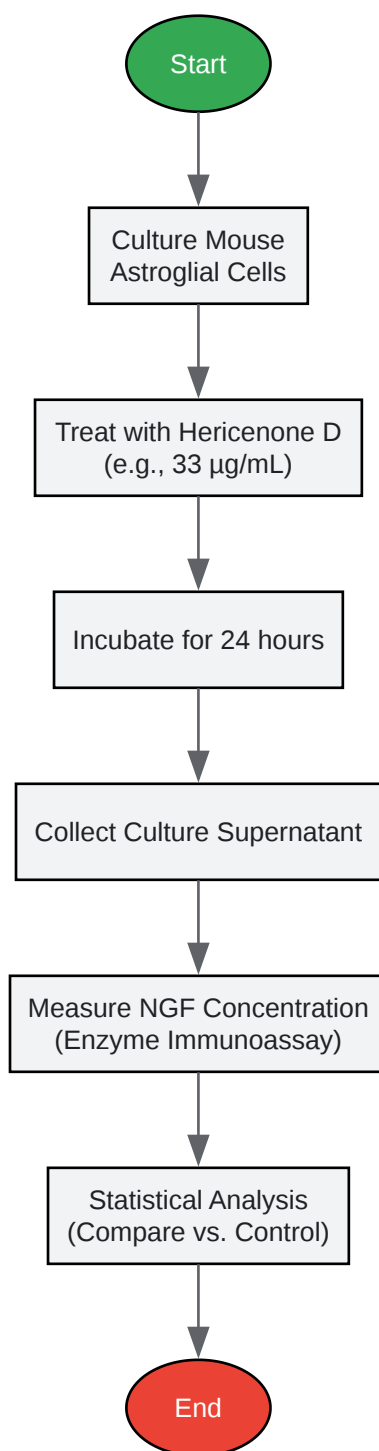 Start
Culture Mouse
Astroglial Cells
Treat with Hericenone D
(e.g., 33 µg/mL)
Incubate for 24 hours
Collect Culture Supernatant
Measure NGF Concentration
(Enzyme Immunoassay)
Statistical Analysis
(Compare vs. Control)
End